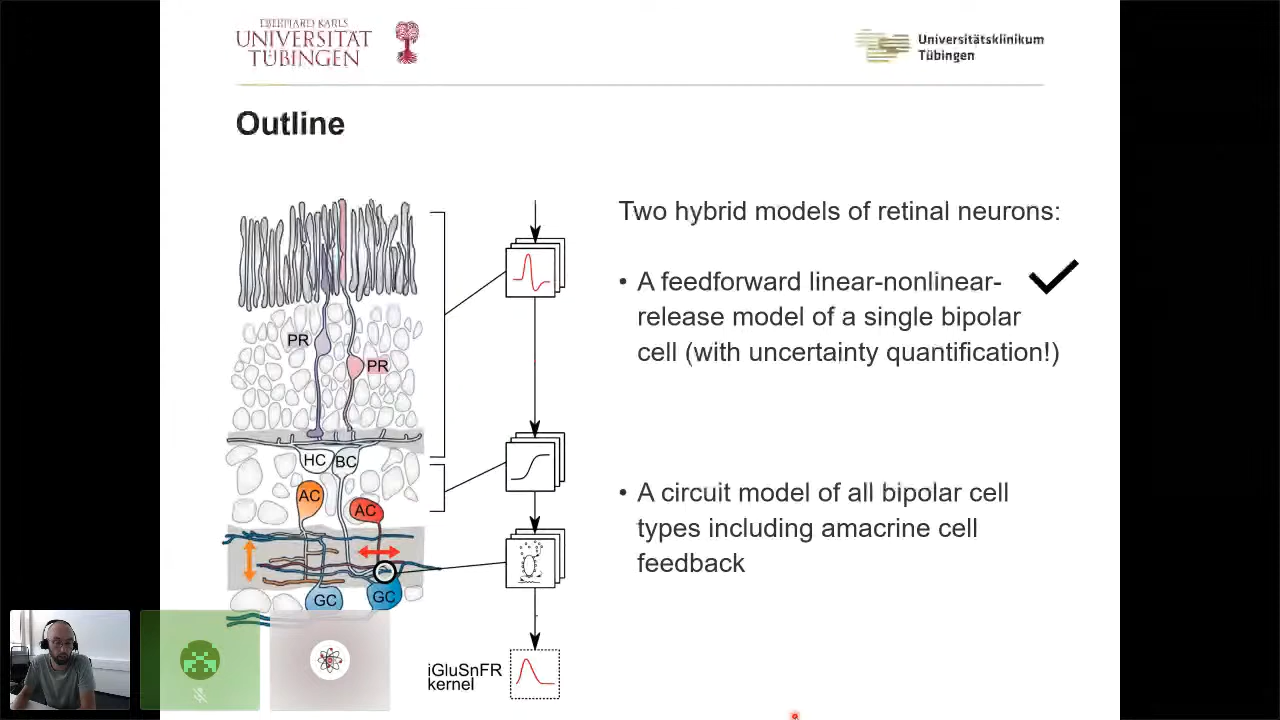 EBERHARD KARLS
UNIVERSITÄT
TÜBINGEN
Universitätsklinikum
Tübingen
Outline
Two hybrid models of retinal neurons:
• A feedforward linear-nonlinear-
release model of a single bipolar
cell (with uncertainty quantification!)
• A circuit model of all bipolar cell
types including amacrine cell
feedback
PR
PR
HC
BC
AC
AC
GC
GC
iGluSnFR
kernel